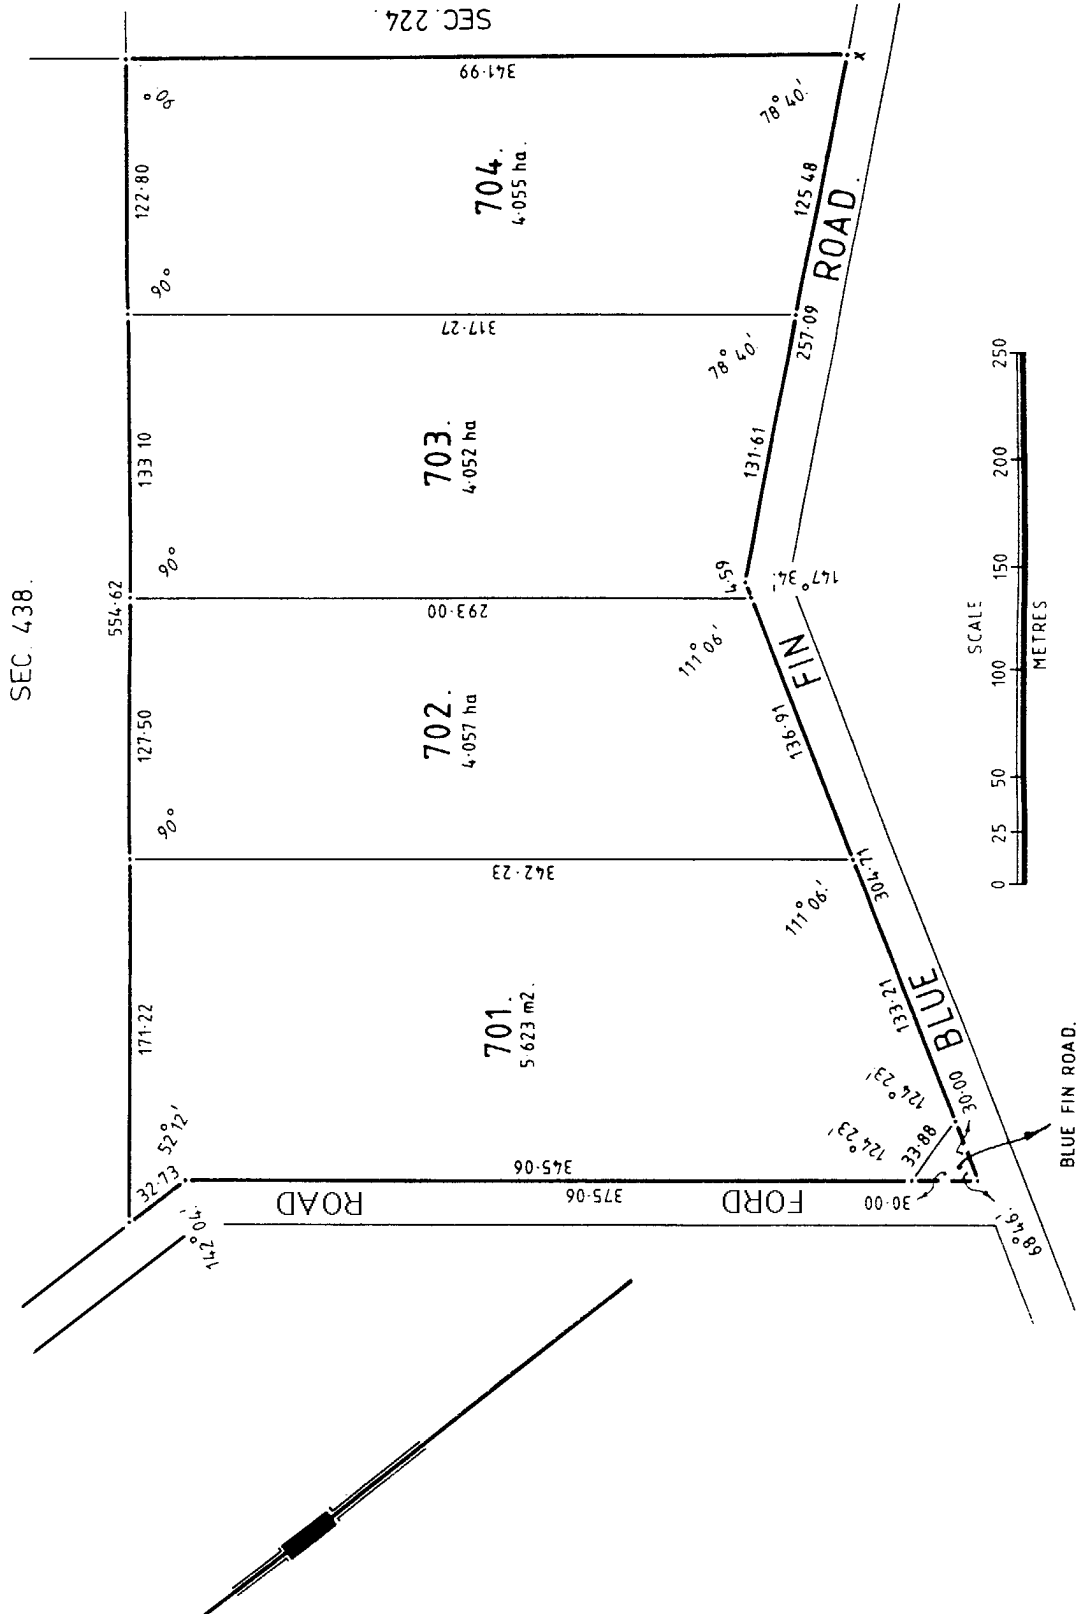 SEC. 224.
SEC. 438.
341·99
90°
122·80
78° 40.'
704.
4·055 ha.
125 48
90°
317·27
257·09
ROAD.
78° 40.'
133 10
703.
4·052 ha
131·61
90°
554·62
4·59
147° 34.'
293·00
111° 06'
127·50
702.
4·057 ha
136·91
FIN
90°
342·23
304·71
111° 06.'
171·22
701.
5·623 m2.
133·21
BLUE
124° 23'
30·00
124° 23'
33·88
52° 12'
32·73
345·06
375·06
ROAD
FORD
30·00
142° 04.'
68° 46.'
BLUE FIN ROAD.
SCALE
0 25 50 100 150 200 250
METRES
x